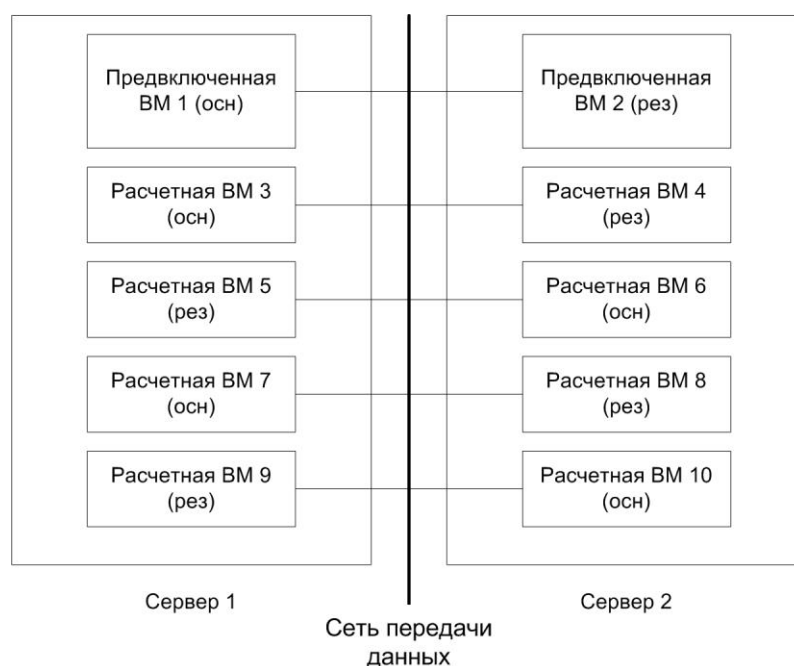 Предвключенная
ВМ 1 (осн)
Предвключенная
ВМ 2 (рез)
Расчетная ВМ 3
(осн)
Расчетная ВМ 4
(рез)
Расчетная ВМ 5
(рез)
Расчетная ВМ 6
(осн)
Расчетная ВМ 7
(осн)
Расчетная ВМ 8
(рез)
Расчетная ВМ 9
(рез)
Расчетная ВМ 10
(осн)
Сервер 1
Сервер 2
Сеть передачи
данных